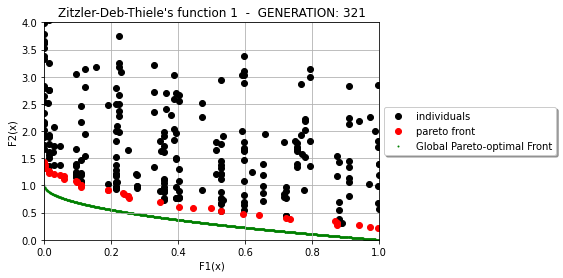 Zitzler-Deb-Thiele's function 1 - GENERATION: 321
4.0
3.5
3.0
2.5
2.0
1.5
1.0
0.5
0.0
F2(x)
0.0 0.2 0.4 0.6 0.8 1.0
F1(x)
individuals
pareto front
Global Pareto-optimal Front